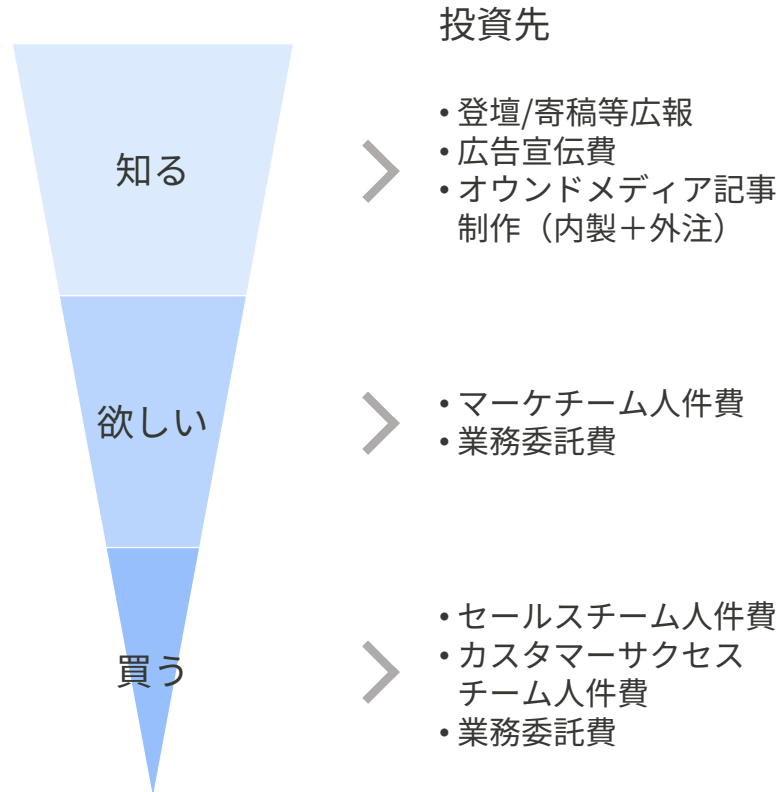 投資先
知る
• 登壇/寄稿等広報
• 広告宣伝費
• オウンドメディア記事
制作（内製＋外注）
欲しい
• マーケチーム人件費
• 業務委託費
買う
• セールスチーム人件費
• カスタマーサクセス
チーム人件費
• 業務委託費